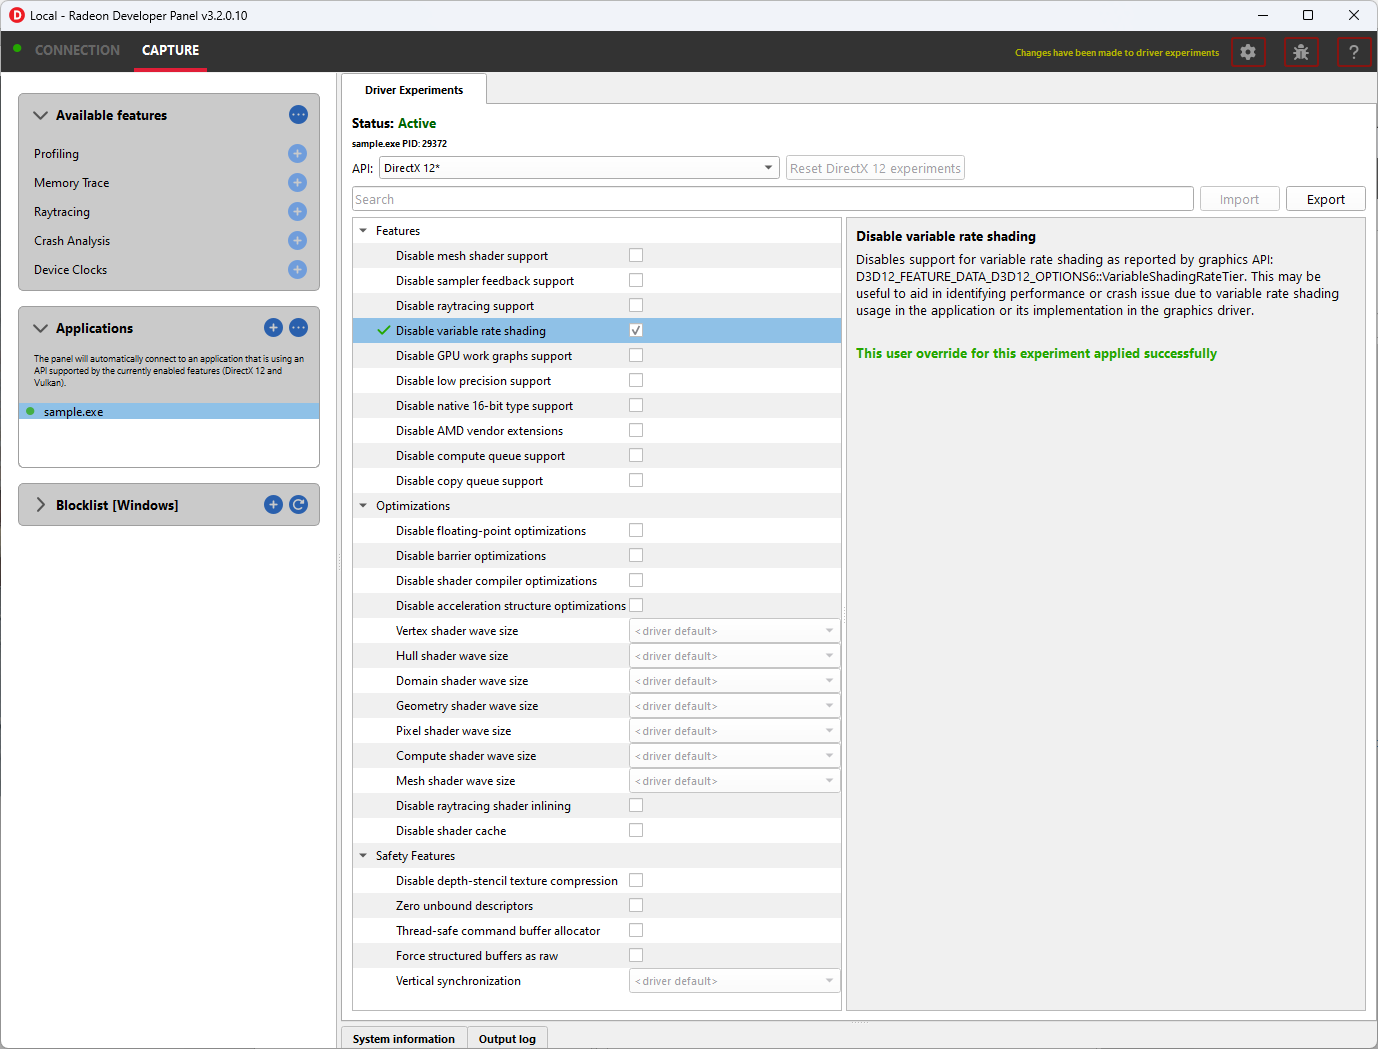 Local - Radeon Developer Panel v3.2.0.10
CONNECTION
CAPTURE
Changes have been made to driver experiments
?
Available features
Profiling
Memory Trace
Raytracing
Crash Analysis
Device Clocks
Applications
The panel will automatically connect to an application that is using an
API supported by the currently enabled features (DirectX 12 and
Vulkan).
sample.exe
Blocklist [Windows]
Driver Experiments
Status: Active
sample.exe PID: 29372
API: DirectX 12*
Reset DirectX 12 experiments
Search
Import
Export
Features
Disable mesh shader support
Disable sampler feedback support
Disable raytracing support
Disable variable rate shading
Disable GPU work graphs support
Disable low precision support
Disable native 16-bit type support
Disable AMD vendor extensions
Disable compute queue support
Disable copy queue support
Optimizations
Disable floating-point optimizations
Disable barrier optimizations
Disable shader compiler optimizations
Disable acceleration structure optimizations
Vertex shader wave size <driver default>
Hull shader wave size <driver default>
Domain shader wave size <driver default>
Geometry shader wave size <driver default>
Pixel shader wave size <driver default>
Compute shader wave size <driver default>
Mesh shader wave size <driver default>
Disable raytracing shader inlining
Disable shader cache
Safety Features
Disable depth-stencil texture compression
Zero unbound descriptors
Thread-safe command buffer allocator
Force structured buffers as raw
Vertical synchronization <driver default>
Disable variable rate shading
Disables support for variable rate shading as reported by graphics API:
D3D12_FEATURE_DATA_D3D12_OPTIONS6::VariableShadingRateTier. This may be
useful to aid in identifying performance or crash issue due to variable rate shading
usage in the application or its implementation in the graphics driver.
This user override for this experiment applied successfully
System information
Output log